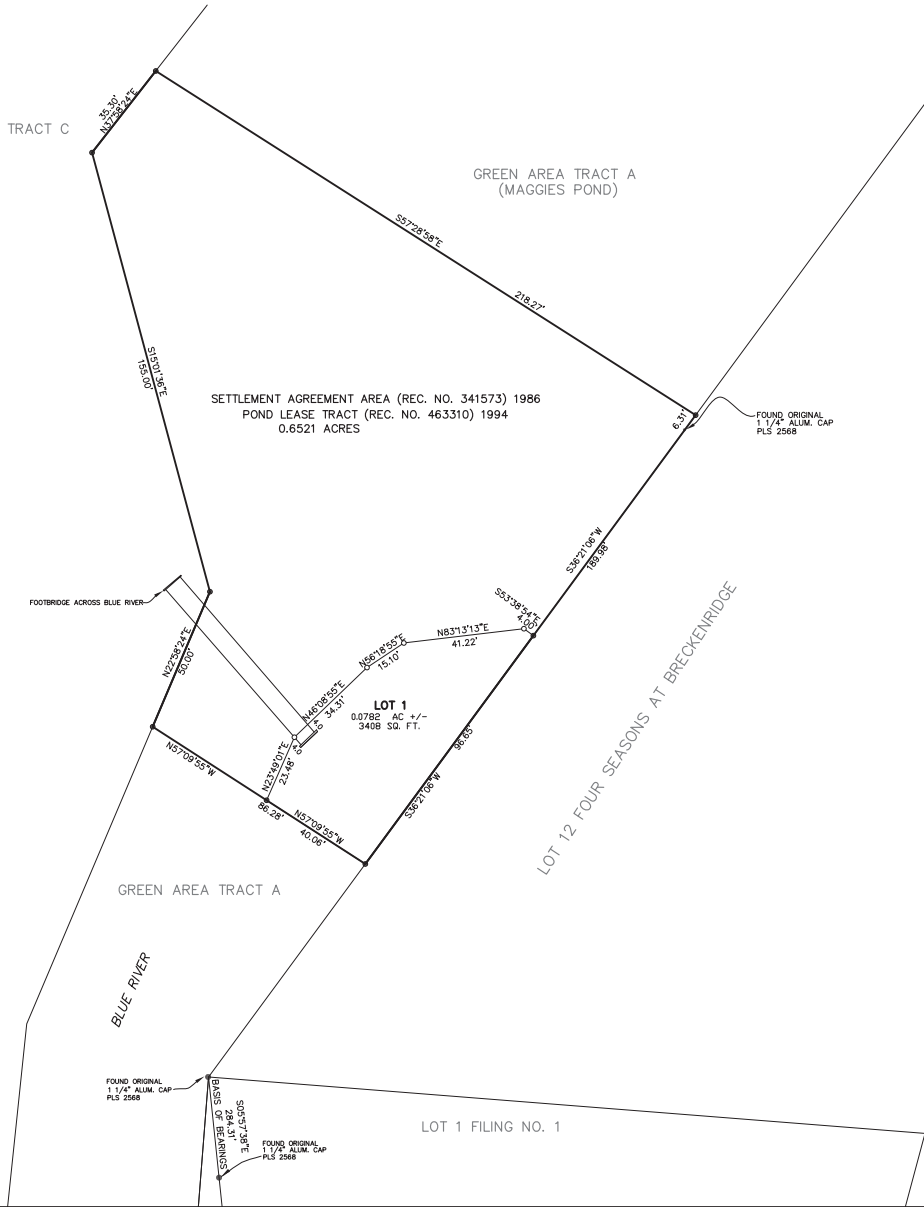 35.30'
N37°58'24"E
TRACT C
GREEN AREA TRACT A
(MAGGIES POND)
S57°28'58"E
218.27'
S15°01'36"E
155.00'
SETTLEMENT AGREEMENT AREA (REC. NO. 341573) 1986
POND LEASE TRACT (REC. NO. 463310) 1994
0.6521 ACRES
6.31'
FOUND ORIGINAL
1 1/4" ALUM. CAP
PLS 2568
S36°21'06"W
189.98'
FOOTBRIDGE ACROSS BLUE RIVER
N22°58'24"E
50.00'
S53°38'54"E
4.00'
N83°13'13"E
41.22'
N56°18'55"E
15.10'
N46°08'55"E
34.31'
LOT 1
0.0782 AC +/-
3408 SQ. FT.
4.0
4.0
N23°49'01"E
23.48'
N57°09'55"W
86.28'
N57°09'55"W
40.06'
S36°21'06"W
96.65'
LOT 12 FOUR SEASONS AT BRECKENRIDGE
GREEN AREA TRACT A
BLUE RIVER
FOUND ORIGINAL
1 1/4" ALUM. CAP
PLS 2568
S05°57'38"E
284.31'
BASIS OF BEARINGS
FOUND ORIGINAL
1 1/4" ALUM. CAP
PLS 2568
LOT 1 FILING NO. 1